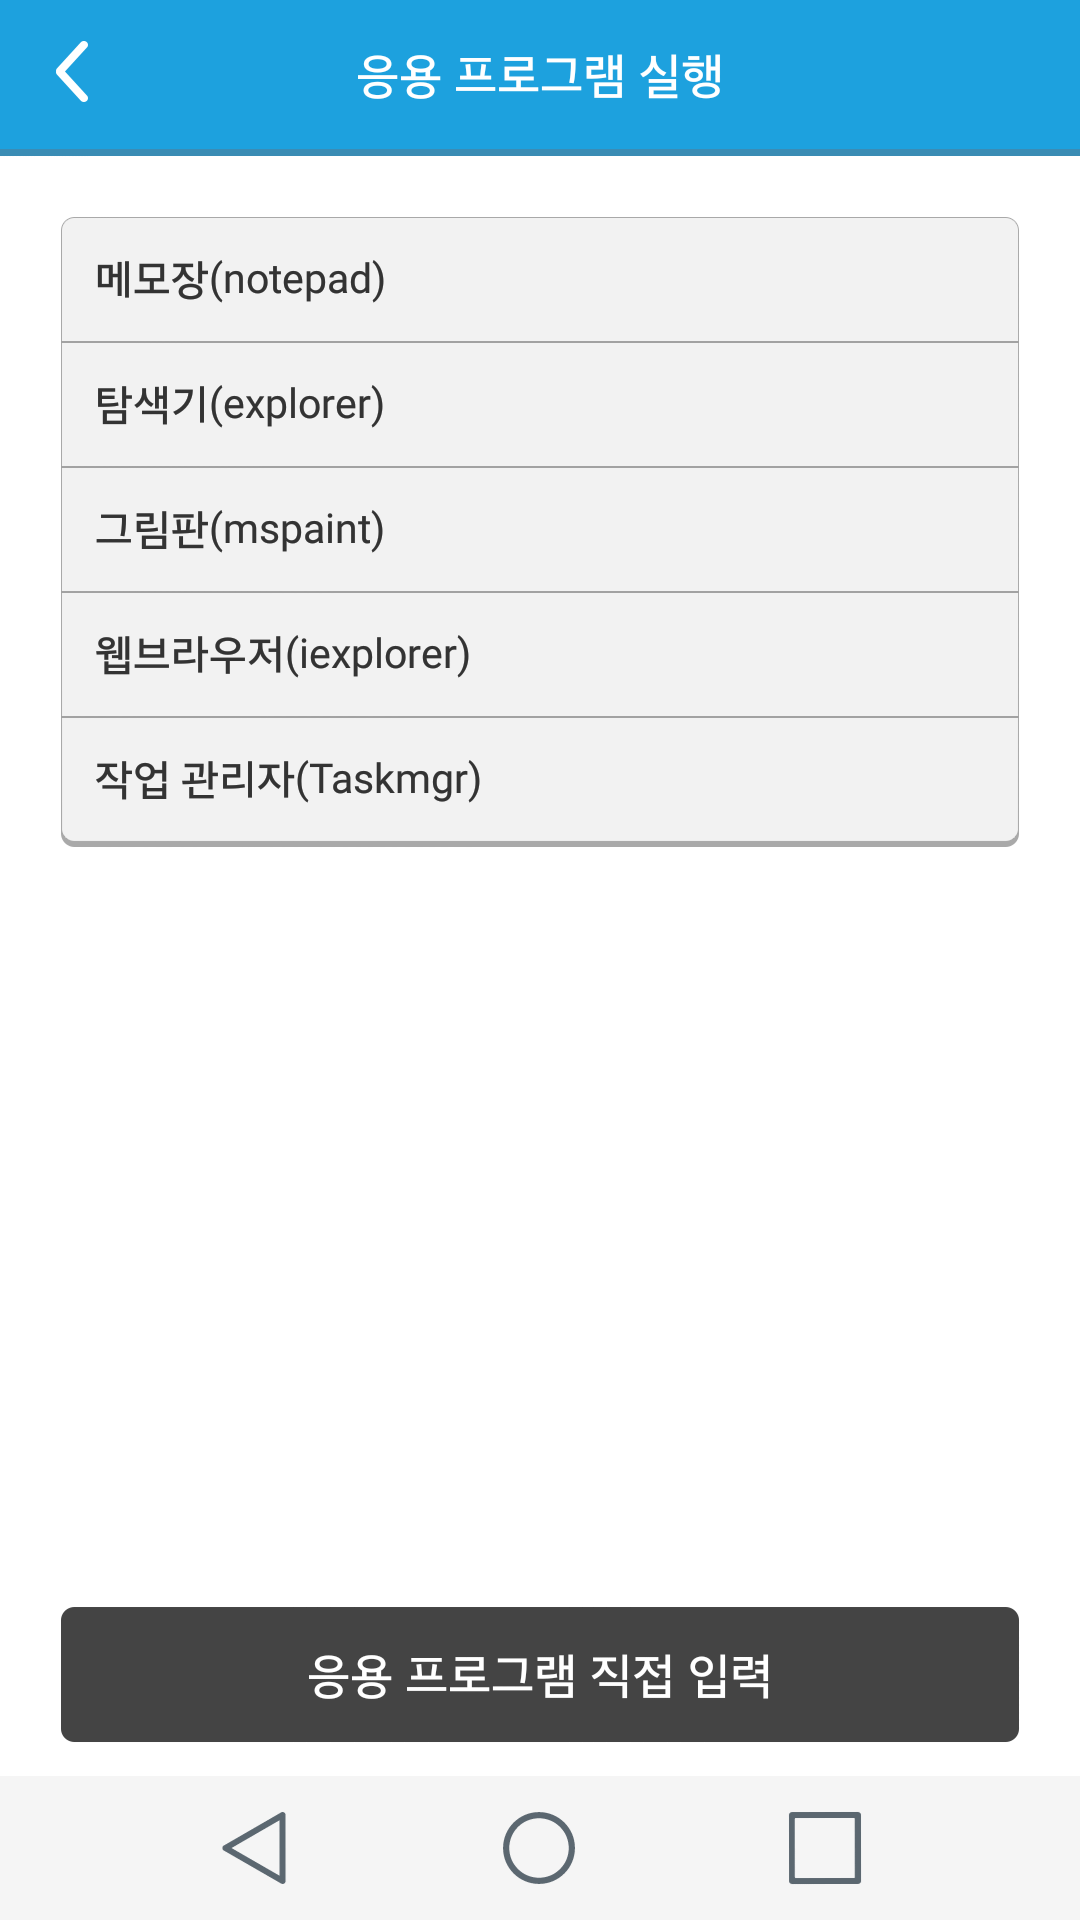 응용 프로그램 실행
메모장(notepad)
탐색기(explorer)
그림판(mspaint)
웹브라우저(iexplorer)
작업 관리자(Taskmgr)
응용 프로그램 직접 입력